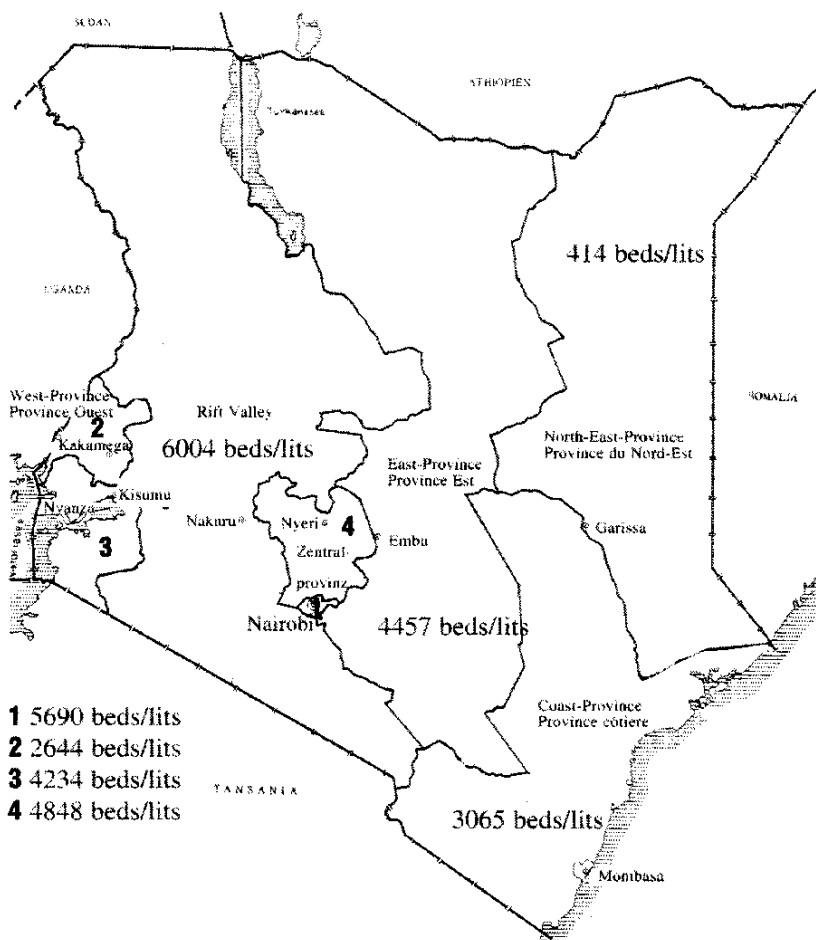 SUDAN
ATHIOPIEN
Turkanasee
414 beds/lits
UGANDA
SOMALIA
West-Province
Province Ouest
2
Kakamega
Rift Valley
6004 beds/lits
North-East-Province
Province du Nord-Est
East-Province
Province Est
Kisumu
Nyanza
Nakuru
Nyeri
4
Embu
Garissa
3
Zentral-
provinz
1
Nairobi
4457 beds/lits
Coast-Province
Province côtiere
1 5690 beds/lits
2 2644 beds/lits
3 4234 beds/lits
4 4848 beds/lits
TANSANIA
3065 beds/lits
Mombasa